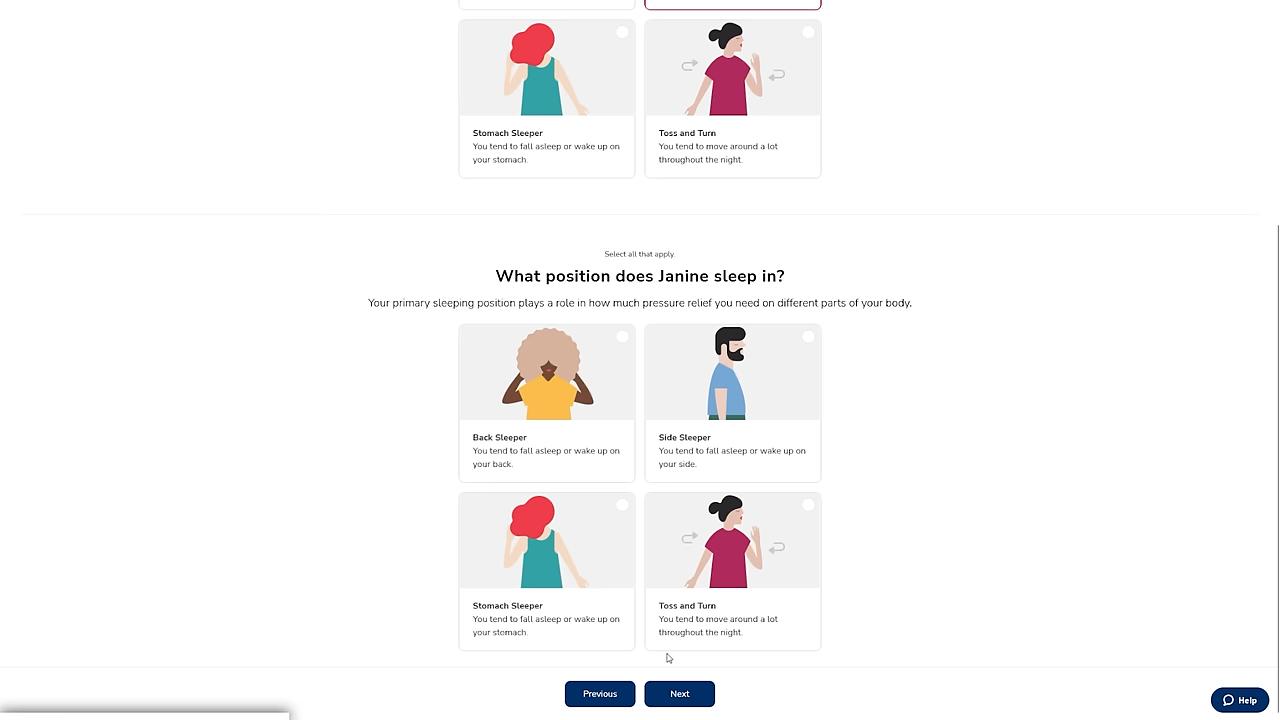 Stomach Sleeper
You tend to fall asleep or wake up on
your stomach.
Toss and Turn
You tend to move around a lot
throughout the night.
Select all that apply.
What position does Janine sleep in?
Your primary sleeping position plays a role in how much pressure relief you need on different parts of your body.
Back Sleeper
You tend to fall asleep or wake up on
your back.
Side Sleeper
You tend to fall asleep or wake up on
your side.
Stomach Sleeper
You tend to fall asleep or wake up on
your stomach.
Toss and Turn
You tend to move around a lot
throughout the night.
Previous
Next
Help